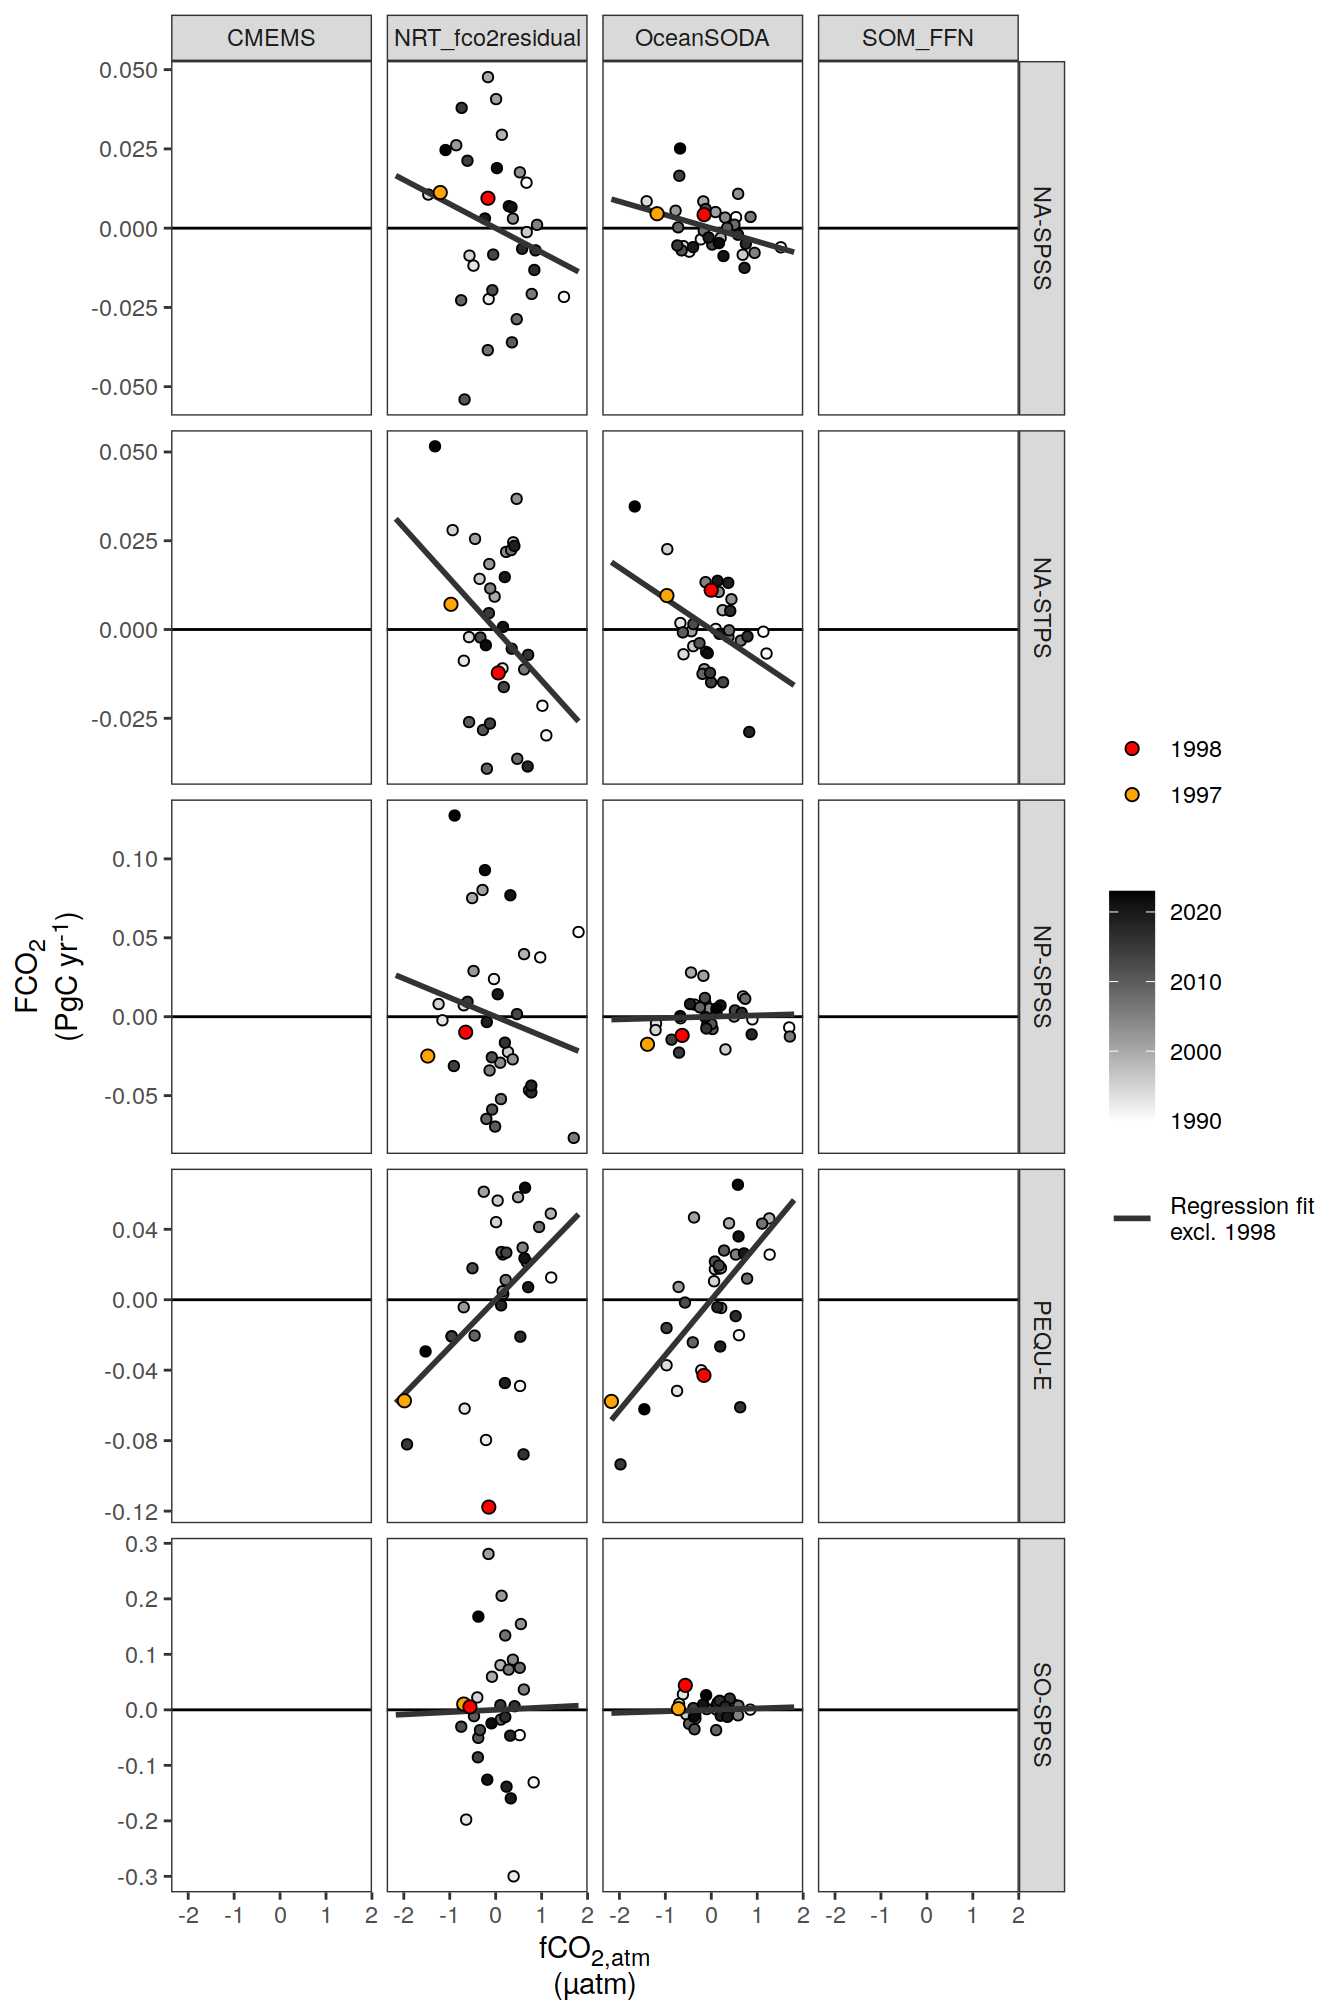 CMEMS NRT_fco2residual OceanSODA SOM_FFN
0.050
0.025
0.000
-0.025
-0.050
NA-SPSS
0.050
0.025
0.000
-0.025
NA-STPS
0.10
0.05
0.00
-0.05
NP-SPSS
0.04
0.00
-0.04
-0.08
-0.12
PEQU-E
0.3
0.2
0.1
0.0
-0.1
-0.2
-0.3
SO-SPSS
-2 -1 0 1 2 -2 -1 0 1 2 -2 -1 0 1 2 -2 -1 0 1 2
fCO2,atm
(µatm)
FCO2
(PgC yr-1)
1998
1997
2020
2010
2000
1990
Regression fit
excl. 1998